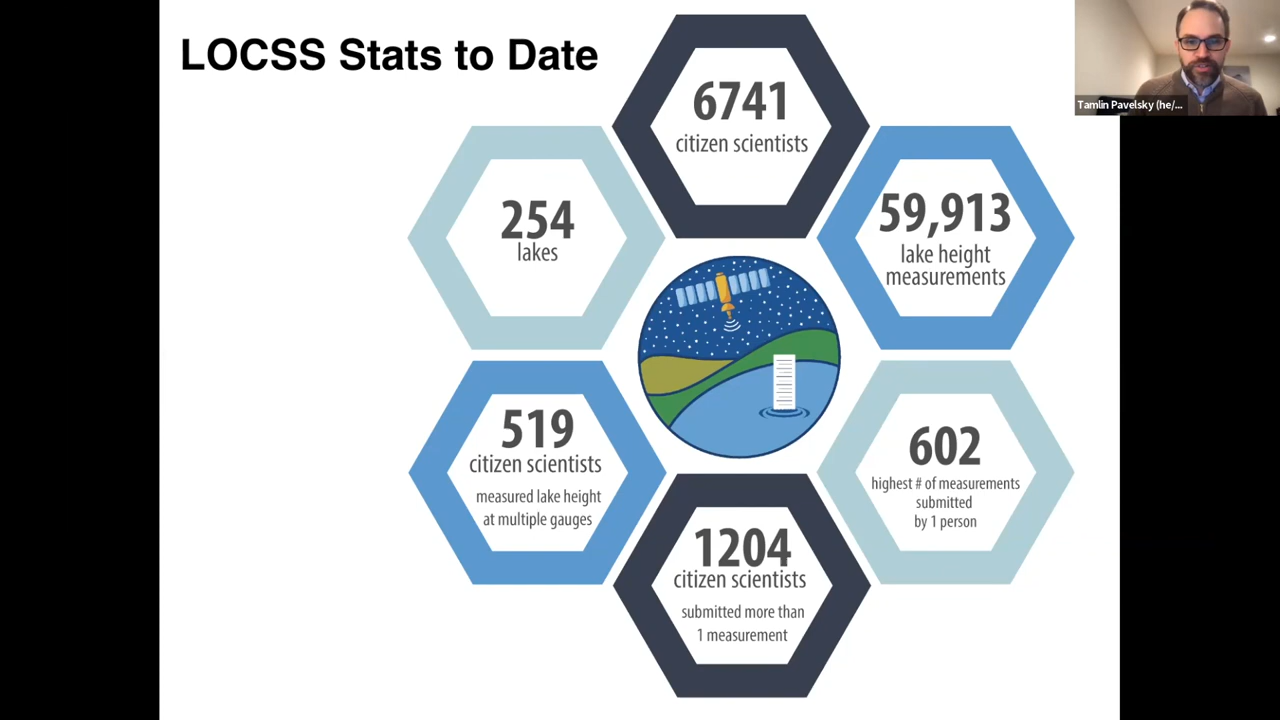 LOCSS Stats to Date
Tamlin Pavelsky (he/...
6741
citizen scientists
254
lakes
59,913
lake height
measurements
519
citizen scientists
measured lake height
at multiple gauges
602
highest # of measurements
submitted
by 1 person
1204
citizen scientists
submitted more than
1 measurement